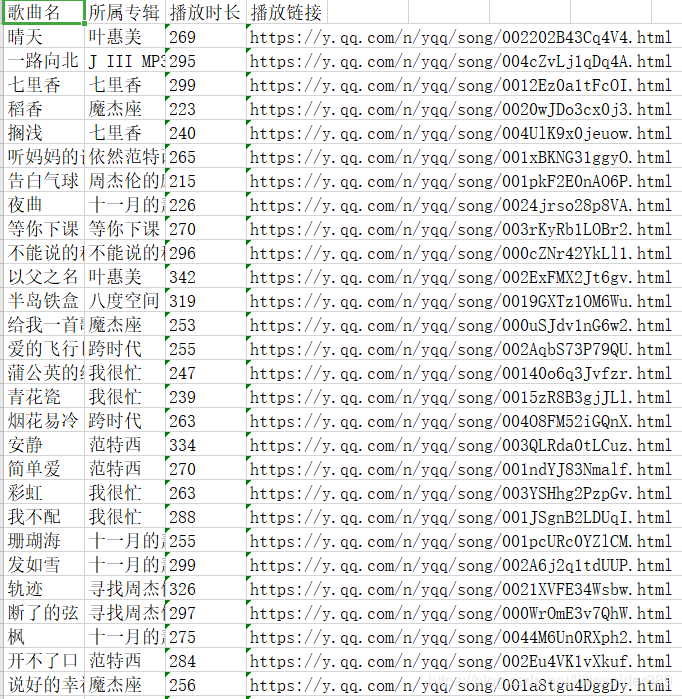 歌曲名 所属专辑 播放时长 播放链接
晴天 叶惠美 269 https://y.qq.com/n/yqq/song/002202B43Cq4V4.html
一路向北 J III MP3 295 https://y.qq.com/n/yqq/song/004cZvLj1qDq4A.html
七里香 七里香 299 https://y.qq.com/n/yqq/song/0012Ez0a1tFcOI.html
稻香 魔杰座 223 https://y.qq.com/n/yqq/song/0020wJDo3cx0j3.html
搁浅 七里香 240 https://y.qq.com/n/yqq/song/004UlK9x0jeuow.html
听妈妈的 依然范特 265 https://y.qq.com/n/yqq/song/001xBKNG31ggyO.html
告白气球 周杰伦的 215 https://y.qq.com/n/yqq/song/001pkF2E0nAO6P.html
夜曲 十一月的 226 https://y.qq.com/n/yqq/song/0024jrso28p8VA.html
等你下课 等你下课 270 https://y.qq.com/n/yqq/song/003rKyRb1LOBr2.html
不能说的 不能说的 296 https://y.qq.com/n/yqq/song/000cZNr42YkLl1.html
以父之名 叶惠美 342 https://y.qq.com/n/yqq/song/002ExFMX2Jt6gv.html
半岛铁盒 八度空间 319 https://y.qq.com/n/yqq/song/0019GXTz1OM6Wu.html
给我一首 魔杰座 253 https://y.qq.com/n/yqq/song/000uSJdv1nG6w2.html
爱的飞行 跨时代 255 https://y.qq.com/n/yqq/song/002AqbS73P79QU.html
蒲公英的 我很忙 247 https://y.qq.com/n/yqq/song/00140o6q3Jvfzr.html
青花瓷 我很忙 239 https://y.qq.com/n/yqq/song/0015zR8B3gjJLl.html
烟花易冷 跨时代 263 https://y.qq.com/n/yqq/song/004O8FM52iGQnX.html
安静 范特西 334 https://y.qq.com/n/yqq/song/003QLRda0tLCuz.html
简单爱 范特西 270 https://y.qq.com/n/yqq/song/001ndYJ83Nmalf.html
彩虹 我很忙 263 https://y.qq.com/n/yqq/song/003YSHhg2PzpGv.html
我不配 我很忙 288 https://y.qq.com/n/yqq/song/001JSgnB2LDUqI.html
珊瑚海 十一月的 255 https://y.qq.com/n/yqq/song/001pcURc0YZlCM.html
发如雪 十一月的 299 https://y.qq.com/n/yqq/song/002A6j2q1tdUUP.html
轨迹 寻找周杰 326 https://y.qq.com/n/yqq/song/0021XVFE34Wsbw.html
断了的弦 寻找周杰 297 https://y.qq.com/n/yqq/song/000WrOmE3v7QhW.html
枫 十一月的 275 https://y.qq.com/n/yqq/song/0044M6Un0RXph2.html
开不了口 范特西 284 https://y.qq.com/n/yqq/song/002Eu4VK1vXkuf.html
说好的幸 魔杰座 256 https://y.qq.com/n/yqq/song/001ak8tgu4DegDy.html